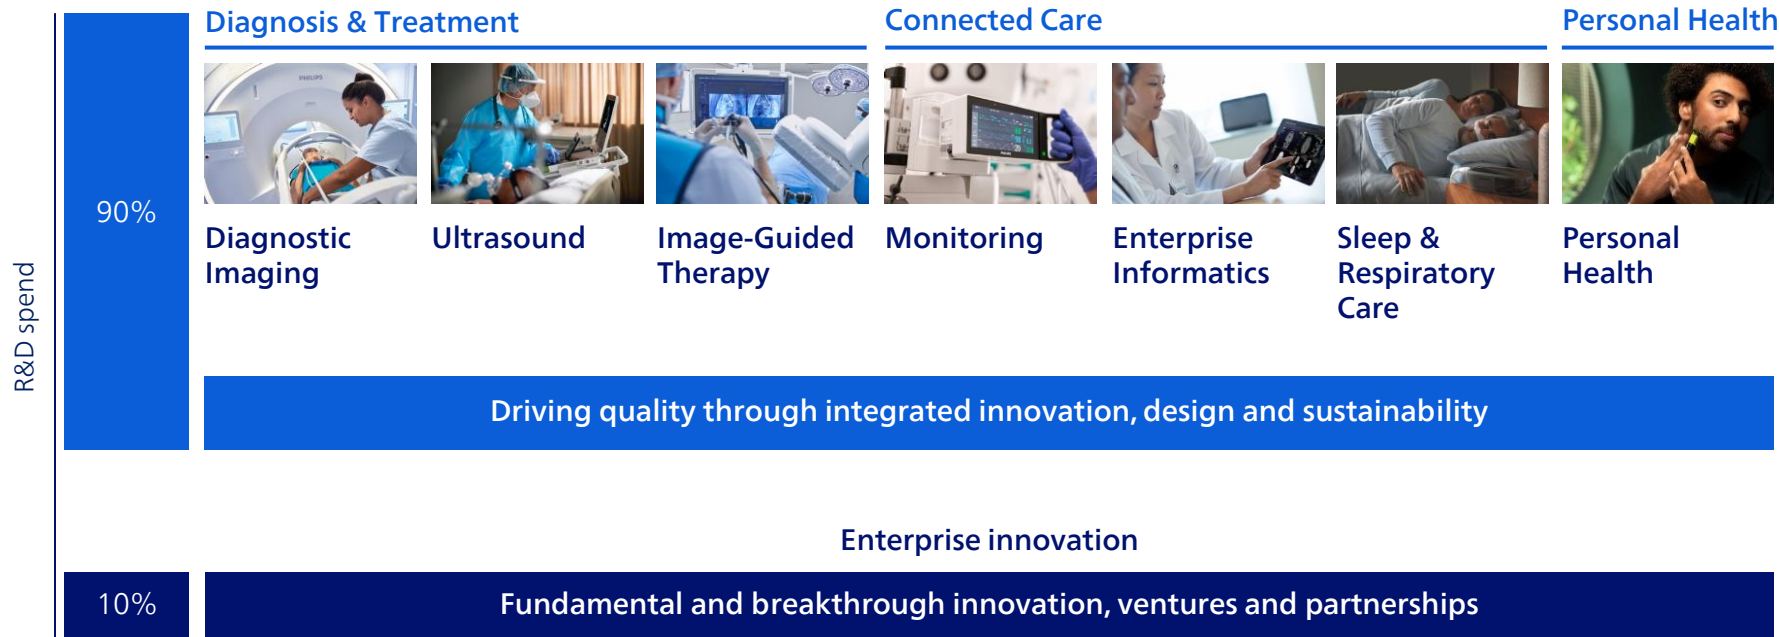 Diagnosis & Treatment
Connected Care
Personal Health
PHILIPS
90%
Diagnostic
Imaging
Ultrasound
Image-Guided
Therapy
Monitoring
Enterprise
Informatics
Sleep &
Respiratory
Care
Personal
Health
R&D spend
Driving quality through integrated innovation, design and sustainability
Enterprise innovation
10%
Fundamental and breakthrough innovation, ventures and partnerships